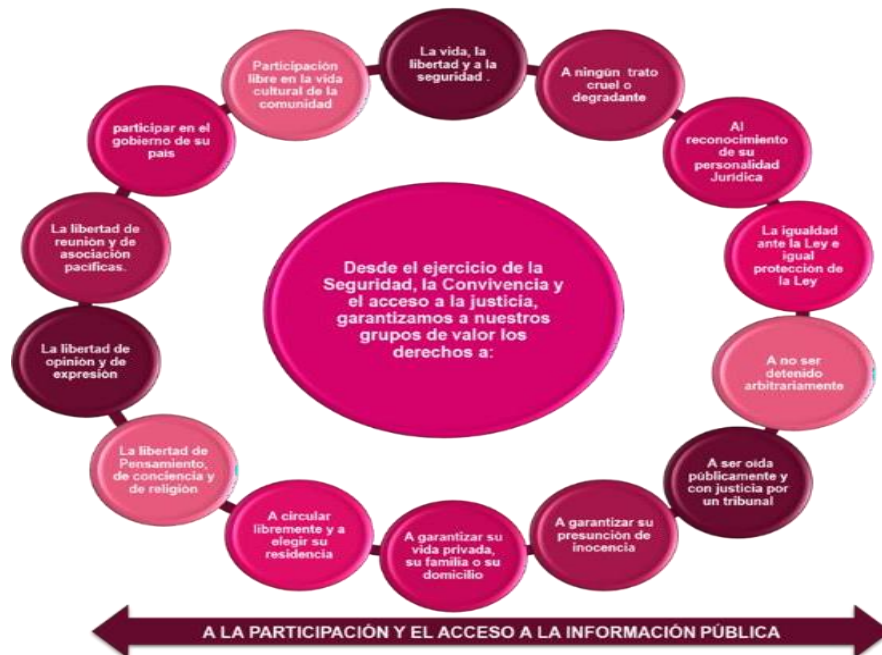 Desde el ejercicio de la
Seguridad, la Convivencia y
el acceso a la justicia,
garantizamos a nuestros
grupos de valor los
derechos a:
La vida, la
libertad y a la
seguridad .
A ningún trato
cruel o
degradante
Al
reconocimiento
de su
personalidad
Jurídica
La igualdad
ante la Ley e
igual
protección de
la Ley
A no ser
detenido
arbitrariamente
A ser oída
públicamente y
con justicia por
un tribunal
A garantizar su
presunción de
inocencia
A garantizar su
vida privada,
su familia o su
domicilio
A circular
libremente y a
elegir su
residencia
La libertad de
Pensamiento,
de conciencia y
de religión
La libertad de
opinión y de
expresión
La libertad de
reunión y de
asociación
pacíficas.
participar en el
gobierno de su
país
Participación
libre en la vida
cultural de la
comunidad
A LA PARTICIPACIÓN Y EL ACCESO A LA INFORMACIÓN PÚBLICA